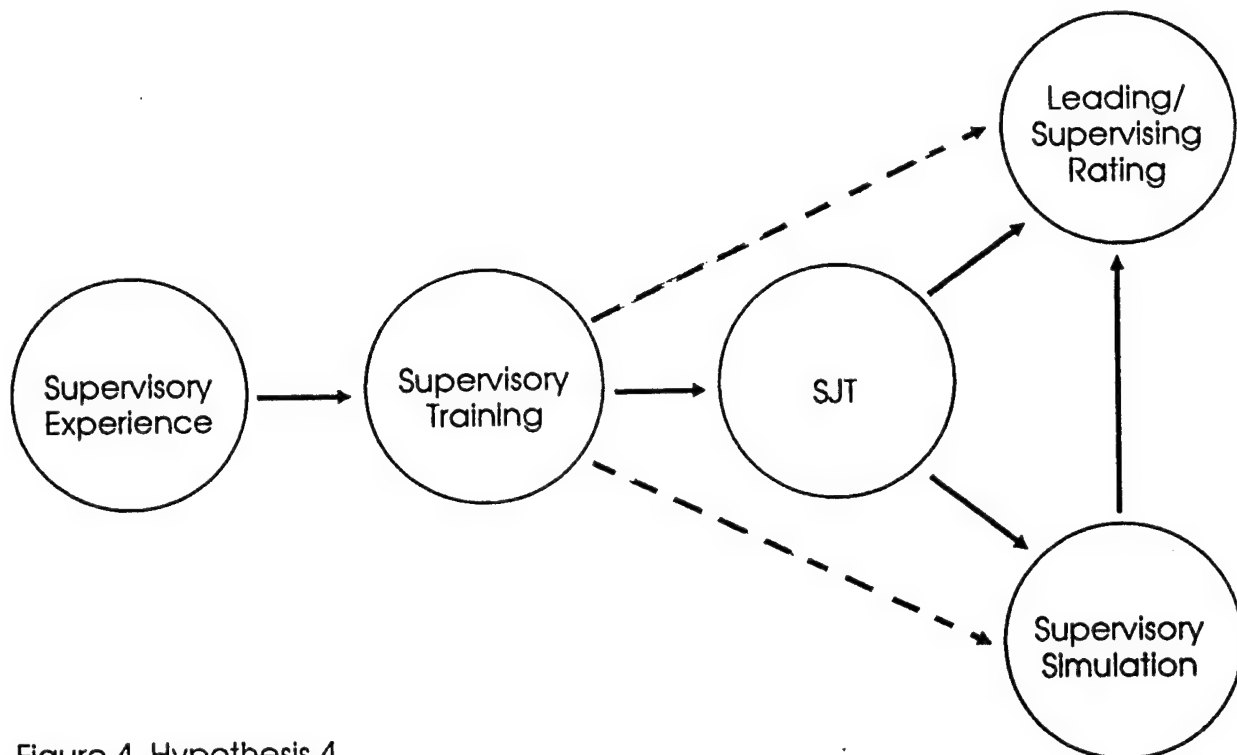 Leading/
Supervising
Rating
Supervisory
Experience
Supervisory
Training
SJT
Supervisory
Simulation
Figure 4. Hypothesis 4